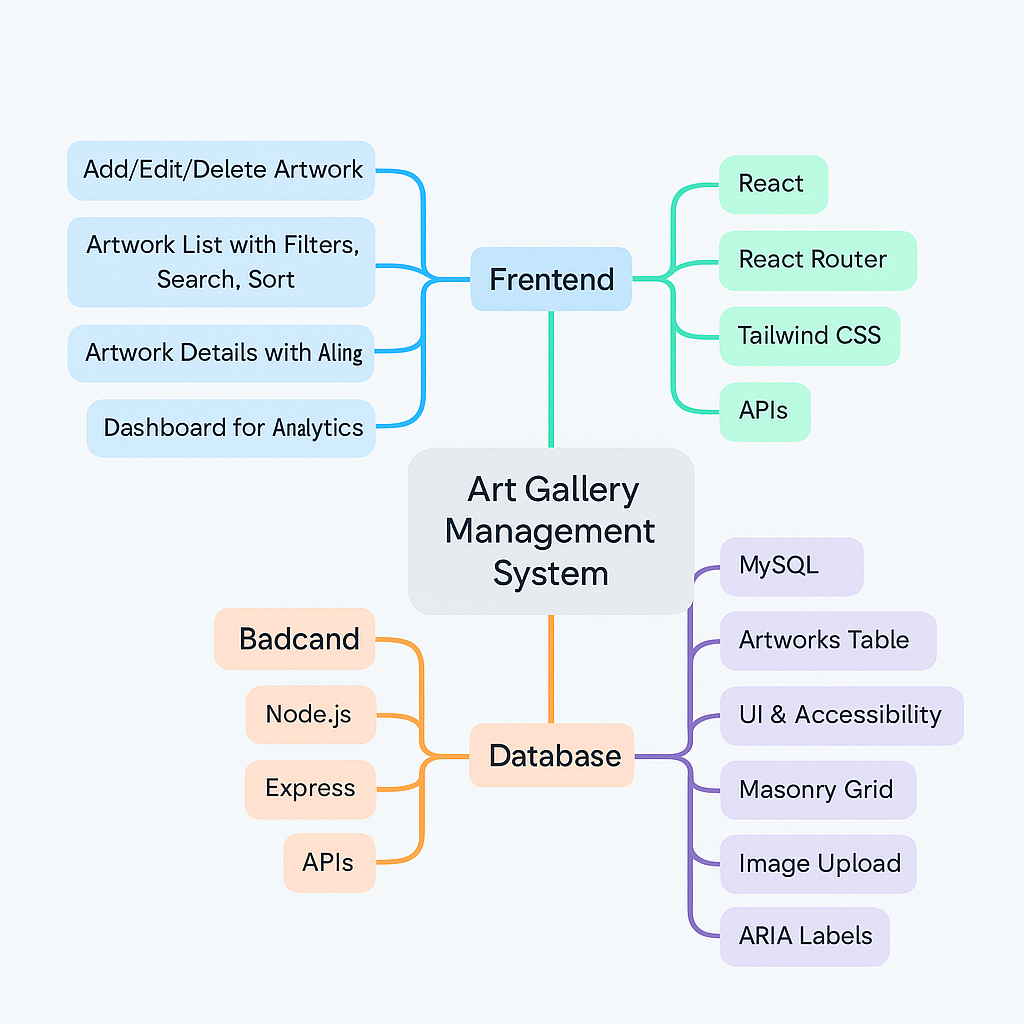 Add/Edit/Delete Artwork
Artwork List with Filters,
Search, Sort
Artwork Details with Aling
Dashboard for Analytics
Frentend
React
React Router
Tailwind CSS
APIs
Art Gallery
Management
System
Badcand
Node.js
Express
APIs
Database
MySQL
Artworks Table
UI & Accessibility
Masonry Grid
Image Upload
ARIA Labels